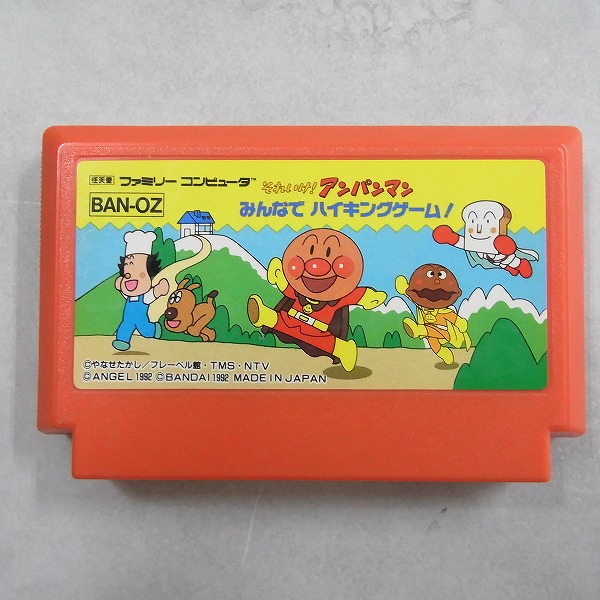 任天堂 ファミリー コンピュータ™
BAN-OZ
それいけ! アンパンマン
みんなで ハイキングゲーム!
©やなせたかし/フレーベル館・TMS・NTV
©ANGEL 1992 ©BANDAI 1992 MADE IN JAPAN